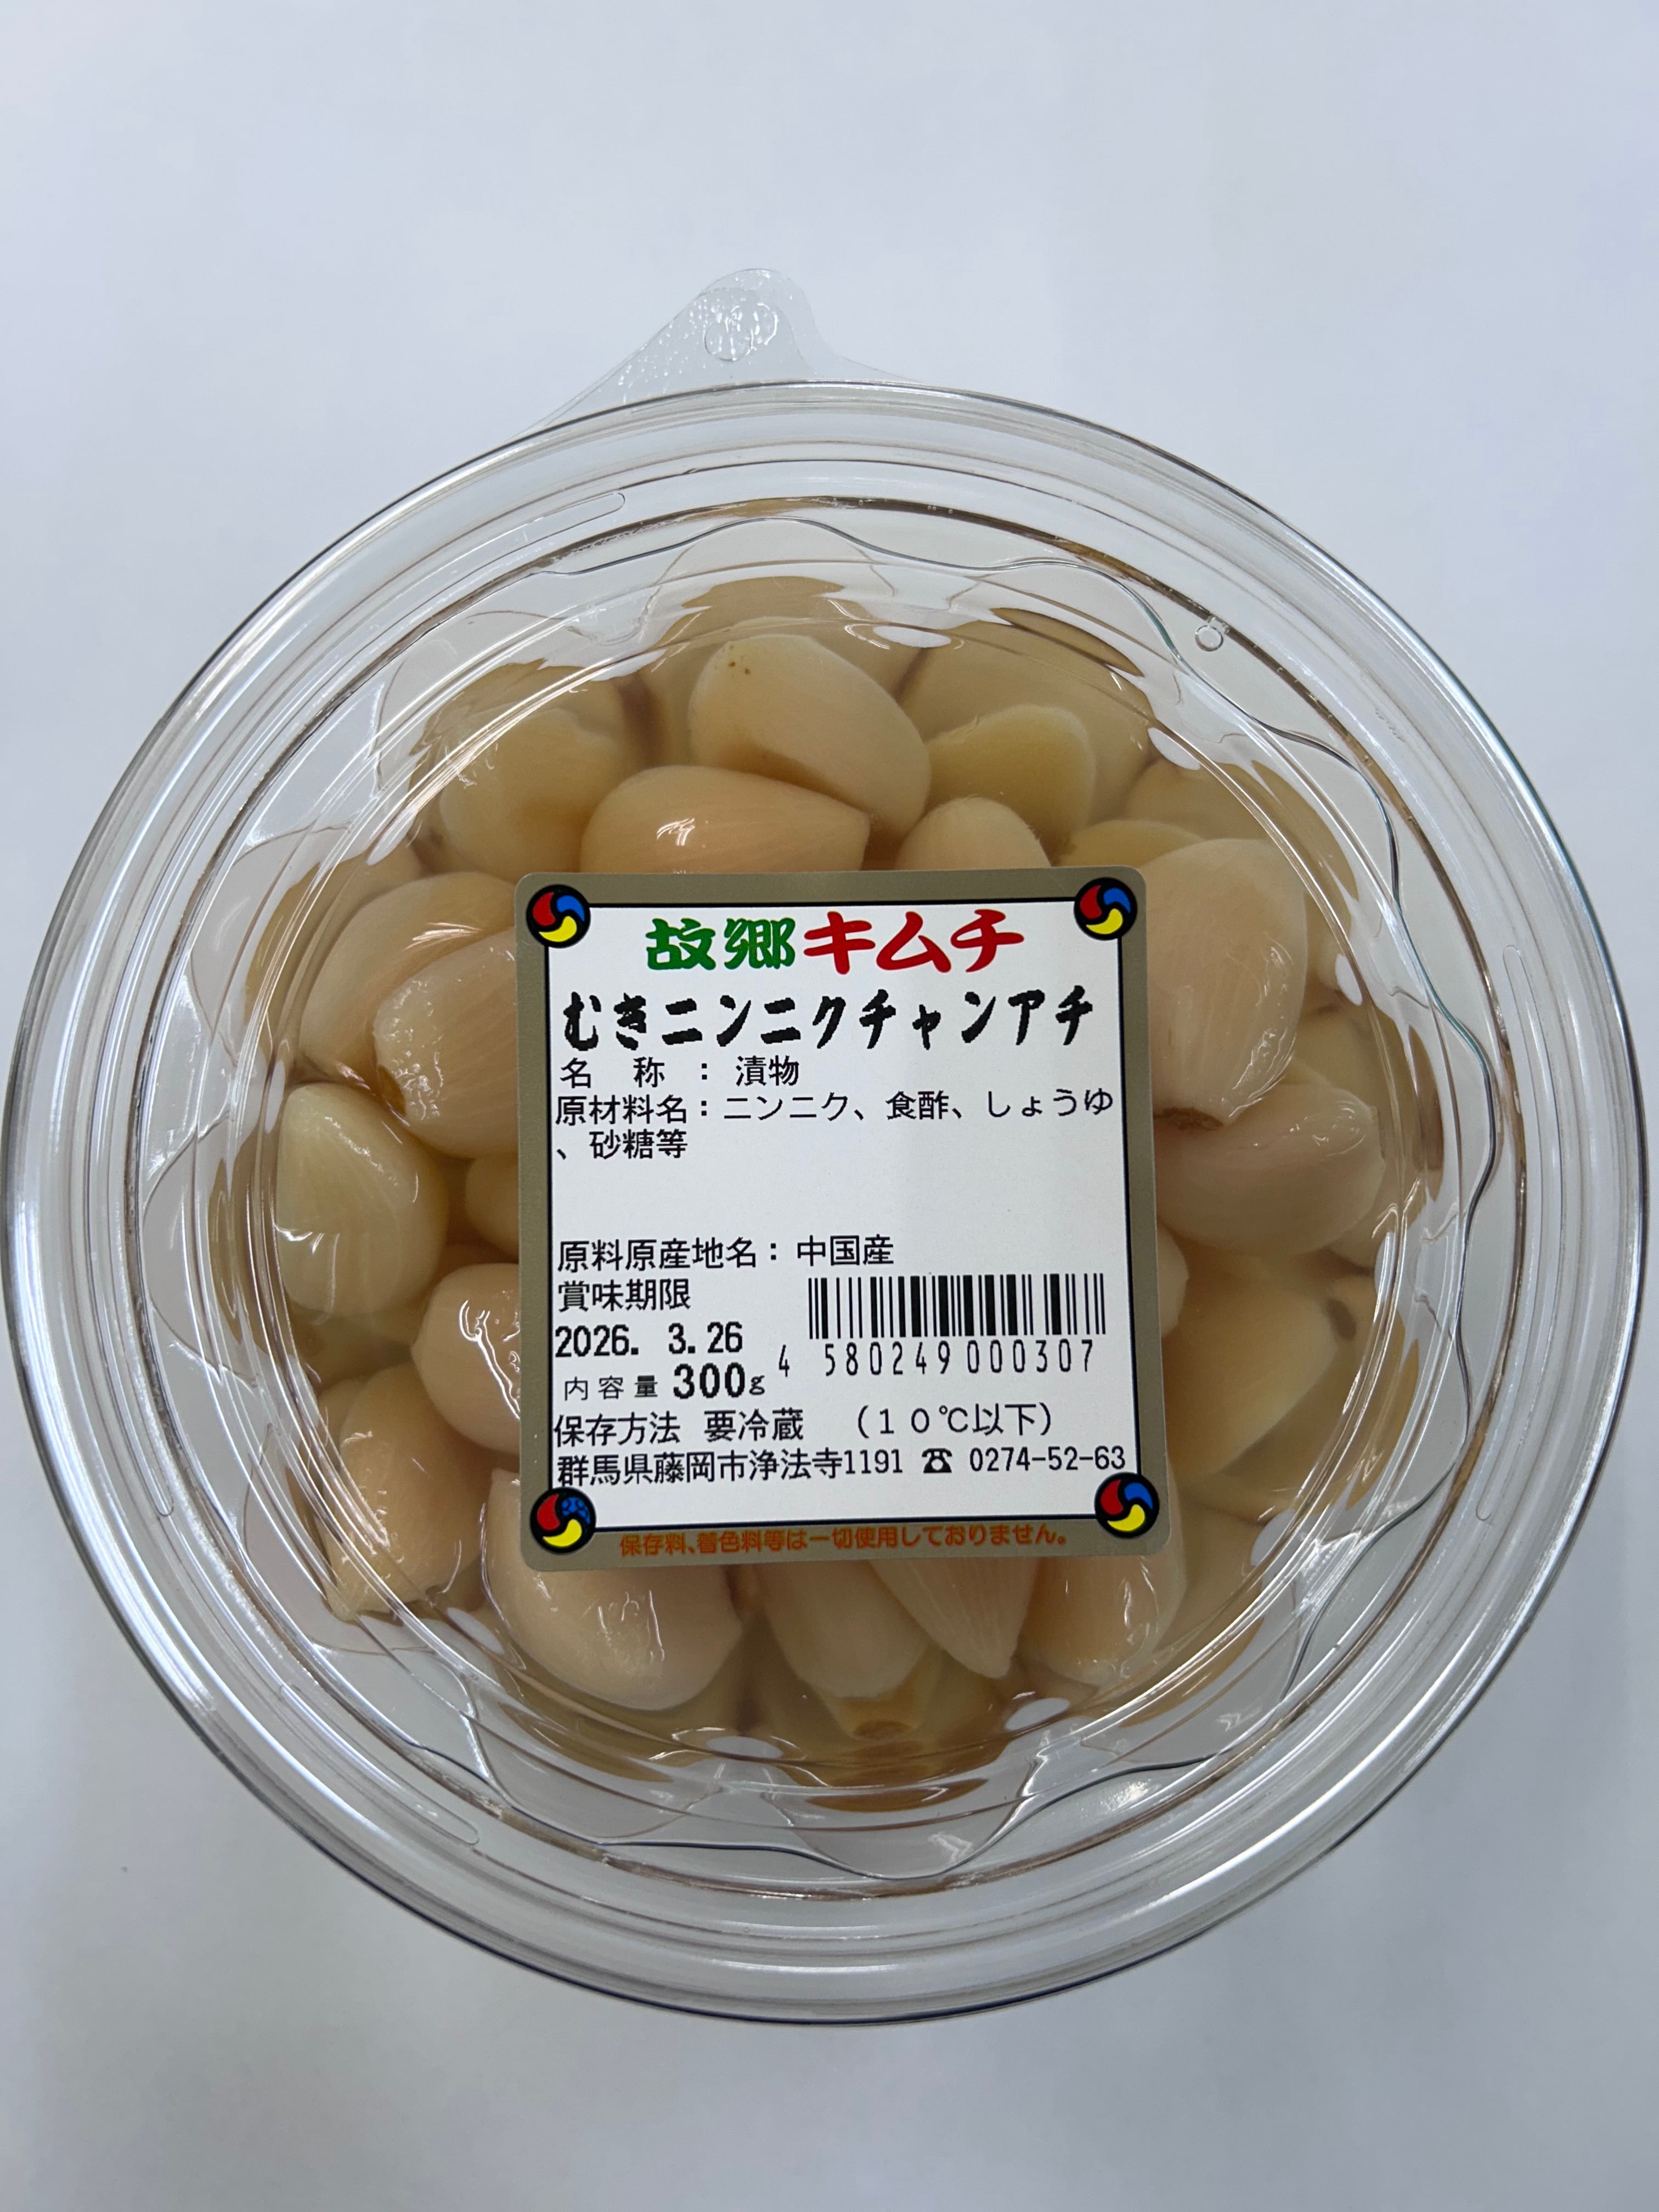 故郷キムチ
むきニンニクチャンアチ
名 称 : 漬物
原材料名:ニンニク、食酢、しょうゆ
、砂糖等
原料原産地名:中国産
賞味期限
2026. 3.26
4 580249 000307
内容量 300g
保存方法 要冷蔵 (10℃以下)
群馬県藤岡市浄法寺1191 ☎ 0274-52-63
保存料、着色料等は一切使用しておりません。